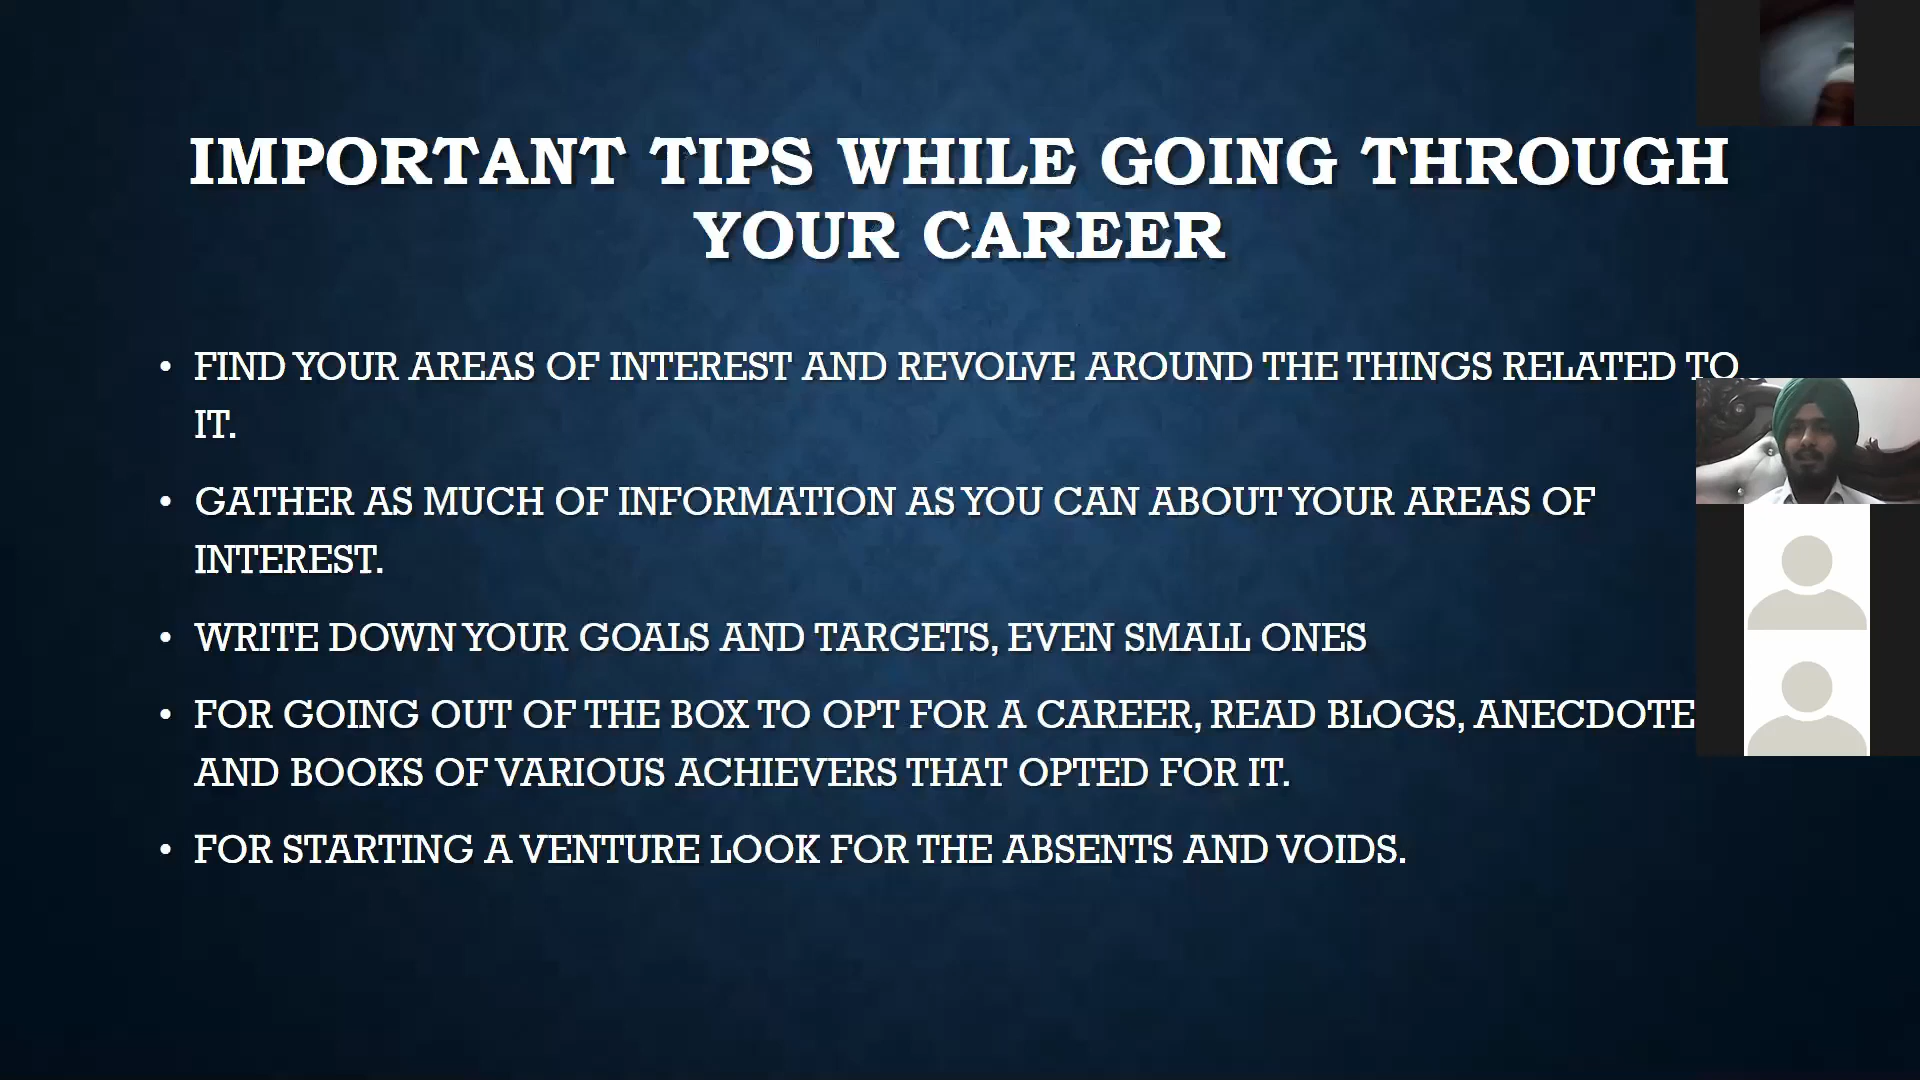 IMPORTANT TIPS WHILE GOING THROUGH
YOUR CAREER
• FIND YOUR AREAS OF INTEREST AND REVOLVE AROUND THE THINGS RELATED TO
IT.
• GATHER AS MUCH OF INFORMATION AS YOU CAN ABOUT YOUR AREAS OF
INTEREST.
• WRITE DOWN YOUR GOALS AND TARGETS, EVEN SMALL ONES
• FOR GOING OUT OF THE BOX TO OPT FOR A CAREER, READ BLOGS, ANECDOTE
AND BOOKS OF VARIOUS ACHIEVERS THAT OPTED FOR IT.
• FOR STARTING A VENTURE LOOK FOR THE ABSENTS AND VOIDS.